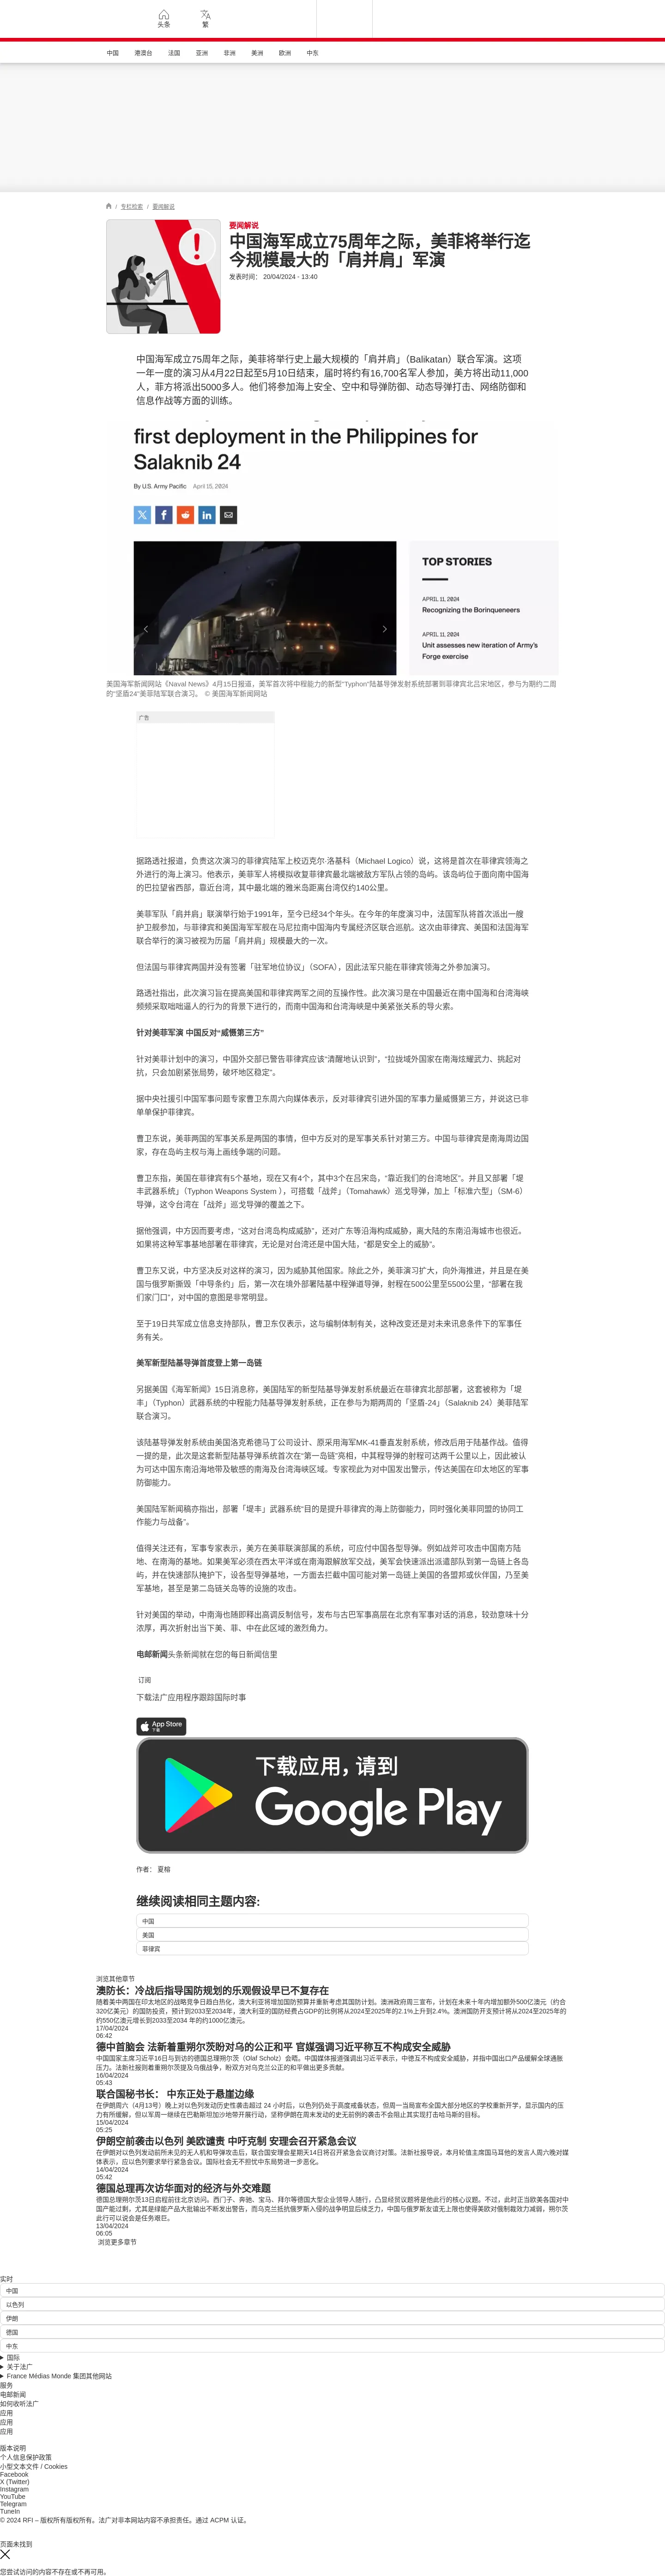 头条
繁
中国
港澳台
法国
亚洲
非洲
美洲
欧洲
中东
/ 专栏检索 / 要闻解说
要闻解说
中国海军成立75周年之际，美菲将举行迄
今规模最大的「肩并肩」军演
发表时间： 20/04/2024 - 13:40
中国海军成立75周年之际，美菲将举行史上最大规模的「肩并肩」（Balikatan）联合军演。这项
一年一度的演习从4月22日起至5月10日结束，届时将约有16,700名军人参加，美方将出动11,000
人，菲方将派出5000多人。他们将参加海上安全、空中和导弹防御、动态导弹打击、网络防御和
信息作战等方面的训练。
first deployment in the Philippines for
Salaknib 24
By U.S. Army Pacific April 15, 2024
TOP STORIES
APRIL 11, 2024
Recognizing the Borinqueneers
APRIL 11, 2024
Unit assesses new iteration of Army's
Forge exercise
美国海军新闻网站《Naval News》4月15日报道，美军首次将中程能力的新型“Typhon”陆基导弹发射系统部署到菲律宾北吕宋地区，参与为期约二周
的“坚盾24”美菲陆军联合演习。 © 美国海军新闻网站
广告
据路透社报道，负责这次演习的菲律宾陆军上校迈克尔·洛基科（Michael Logico）说，这将是首次在菲律宾领海之
外进行的海上演习。他表示，美菲军人将模拟收复菲律宾最北端被敌方军队占领的岛屿。该岛屿位于面向南中国海
的巴拉望省西部，靠近台湾，其中最北端的雅米岛距离台湾仅约140公里。
美菲军队「肩并肩」联演举行始于1991年，至今已经34个年头。在今年的年度演习中，法国军队将首次派出一艘
护卫舰参加，与菲律宾和美国海军军舰在马尼拉南中国海内专属经济区联合巡航。这次由菲律宾、美国和法国海军
联合举行的演习被视为历届「肩并肩」规模最大的一次。
但法国与菲律宾两国并没有签署「驻军地位协议」（SOFA），因此法军只能在菲律宾领海之外参加演习。
路透社指出，此次演习旨在提高美国和菲律宾两军之间的互操作性。此次演习是在中国最近在南中国海和台湾海峡
频频采取咄咄逼人的行为的背景下进行的，而南中国海和台湾海峡是中美紧张关系的导火索。
针对美菲军演 中国反对“威慑第三方”
针对美菲计划中的演习，中国外交部已警告菲律宾应该“清醒地认识到”，“拉拢域外国家在南海炫耀武力、挑起对
抗，只会加剧紧张局势，破坏地区稳定”。
据中央社援引中国军事问题专家曹卫东周六向媒体表示，反对菲律宾引进外国的军事力量威慑第三方，并说这已非
单单保护菲律宾。
曹卫东说，美菲两国的军事关系是两国的事情，但中方反对的是军事关系针对第三方。中国与菲律宾是南海周边国
家，存在岛屿主权与海上画线争端的问题。
曹卫东指，美国在菲律宾有5个基地，现在又有4个，其中3个在吕宋岛，“靠近我们的台湾地区”。并且又部署「堤
丰武器系统」（Typhon Weapons System ），可搭载「战斧」（Tomahawk）巡弋导弹，加上「标准六型」（SM-6）
导弹，这令台湾在「战斧」巡弋导弹的覆盖之下。
据他强调，中方因而要考虑，“这对台湾岛构成威胁”，还对广东等沿海构成威胁，离大陆的东南沿海城市也很近。
如果将这种军事基地部署在菲律宾，无论是对台湾还是中国大陆，“都是安全上的威胁”。
曹卫东又说，中方坚决反对这样的演习，因为威胁其他国家。除此之外，美菲演习扩大，向外海推进，并且是在美
国与俄罗斯撕毁「中导条约」后，第一次在境外部署陆基中程弹道导弹，射程在500公里至5500公里，“部署在我
们家门口”，对中国的意图是非常明显。
至于19日共军成立信息支持部队，曹卫东仅表示，这与编制体制有关，这种改变还是对未来讯息条件下的军事任
务有关。
美军新型陆基导弹首度登上第一岛链
另据美国《海军新闻》15日消息称，美国陆军的新型陆基导弹发射系统最近在菲律宾北部部署，这套被称为「堤
丰」（Typhon）武器系统的中程能力陆基导弹发射系统，正在参与为期两周的「坚盾-24」（Salaknib 24）美菲陆军
联合演习。
该陆基导弹发射系统由美国洛克希德马丁公司设计、原采用海军MK-41垂直发射系统，修改后用于陆基作战。值得
一提的是，此次是这套新型陆基导弹系统首次在“第一岛链”亮相，中其程导弹的射程可达两千公里以上，因此被认
为可达中国东南沿海地带及敏感的南海及台湾海峡区域。专家视此为对中国发出警示，传达美国在印太地区的军事
防御能力。
美国陆军新闻稿亦指出，部署「堤丰」武器系统“目的是提升菲律宾的海上防御能力，同时强化美菲同盟的协同工
作能力与战备”。
值得关注还有，军事专家表示，美方在美菲联演部属的系统，可应付中国各型导弹。例如战斧可攻击中国南方陆
地、在南海的基地。如果美军必须在西太平洋或在南海跟解放军交战，美军会快速派出派遣部队到第一岛链上各岛
屿，并在快速部队掩护下，设各型导弹基地，一方面去拦截中国可能对第一岛链上美国的各盟邦或伙伴国，乃至美
军基地，甚至是第二岛链关岛等的设施的攻击。
针对美国的举动，中南海也随即释出高调反制信号，发布与古巴军事高层在北京有军事对话的消息，较劲意味十分
浓厚，再次折射出当下美、菲、中在此区域的激烈角力。
电邮新闻头条新闻就在您的每日新闻信里
订阅
下载法广应用程序跟踪国际时事
App Store
下载
下载应用，请到
Google Play
作者： 夏榕
继续阅读相同主题内容:
中国
美国
菲律宾
浏览其他章节
澳防长：冷战后指导国防规划的乐观假设早已不复存在
随着美中两国在印太地区的战略竞争日趋白热化，澳大利亚将增加国防预算并重新考虑其国防计划。澳洲政府周三宣布，计划在未来十年内增加额外500亿澳元（约合
320亿美元）的国防投资，预计到2033至2034年，澳大利亚的国防经费占GDP的比例将从2024至2025年的2.1%上升到2.4%。澳洲国防开支预计将从2024至2025年的
约550亿澳元增长到2033至2034 年的约1000亿澳元。
17/04/2024
06:42
德中首脑会 法新着重朔尔茨盼对乌的公正和平 官媒强调习近平称互不构成安全威胁
中国国家主席习近平16日与到访的德国总理朔尔茨（Olaf Scholz）会晤。中国媒体报道强调出习近平表示，中德互不构成安全威胁，并指中国出口产品缓解全球通胀
压力。法新社报则着重朔尔茨提及乌俄战争，盼双方对乌克兰公正的和平做出更多贡献。
16/04/2024
05:43
联合国秘书长： 中东正处于悬崖边缘
在伊朗周六（4月13号）晚上对以色列发动历史性袭击超过 24 小时后，以色列仍处于高度戒备状态，但周一当局宣布全国大部分地区的学校重新开学，显示国内的压
力有所缓解，但以军周一继续在巴勒斯坦加沙地带开展行动，坚称伊朗在周末发动的史无前例的袭击不会阻止其实现打击哈马斯的目标。
15/04/2024
05:25
伊朗空前袭击以色列 美欧谴责 中吁克制 安理会召开紧急会议
在伊朗对以色列发动前所未见的无人机和导弹攻击后，联合国安理会星期天14日将召开紧急会议商讨对策。法新社报导说，本月轮值主席国马耳他的发言人周六晚对媒
体表示，应以色列要求举行紧急会议。国际社会无不担忧中东局势进一步恶化。
14/04/2024
05:42
德国总理再次访华面对的经济与外交难题
德国总理朔尔茨13日启程前往北京访问。西门子、奔驰、宝马、拜尔等德国大型企业领导人随行，凸显经贸议题将是他此行的核心议题。不过，此时正当欧美各国对中
国产能过剩，尤其是绿能产品大批输出不断发出警告，而乌克兰抵抗俄罗斯入侵的战争明显后续乏力，中国与俄罗斯友谊无上限也使得美欧对俄制裁效力减弱，朔尔茨
此行可以说会是任务艰巨。
13/04/2024
06:05
浏览更多章节
实时
中国
以色列
伊朗
德国
中东
国际
关于法广
France Médias Monde 集团其他网站
服务
电邮新闻
如何收听法广
应用
应用
应用
版本说明
个人信息保护政策
小型文本文件 / Cookies
Facebook
X (Twitter)
Instagram
YouTube
Telegram
TuneIn
© 2024 RFI – 版权所有版权所有。法广对非本网站内容不承担责任。通过 ACPM 认证。
页面未找到
您尝试访问的内容不存在或不再可用。